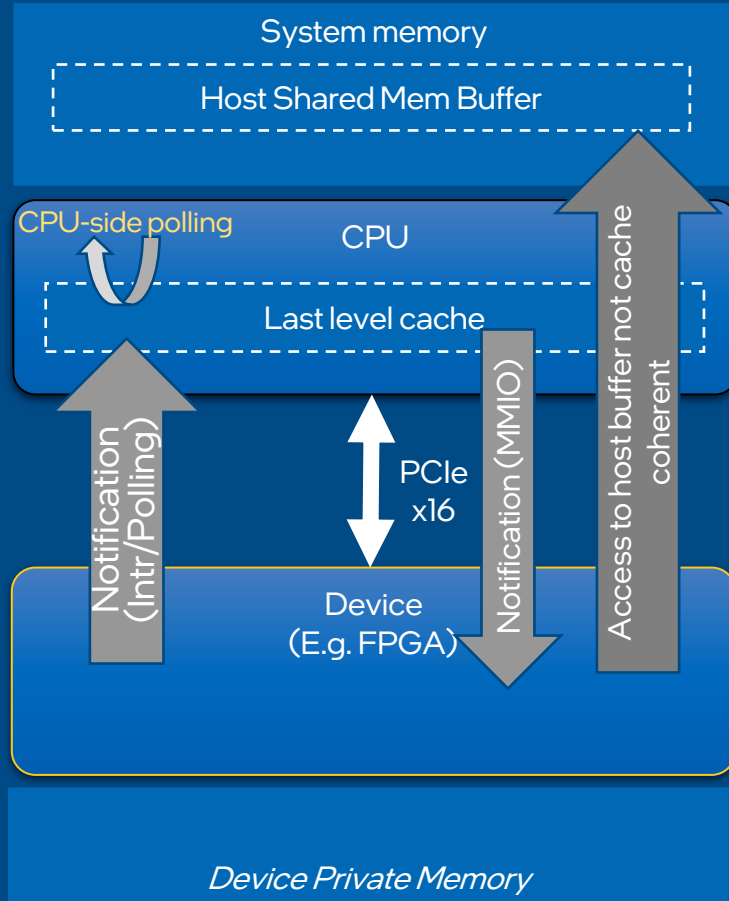 System memory
Host Shared Mem Buffer
CPU-side polling
CPU
Last level cache
Notification
(Intr/Polling)
PCIe
x16
Notification (MMIO)
Access to host buffer not cache
coherent
Device
(E.g. FPGA)
Device Private Memory